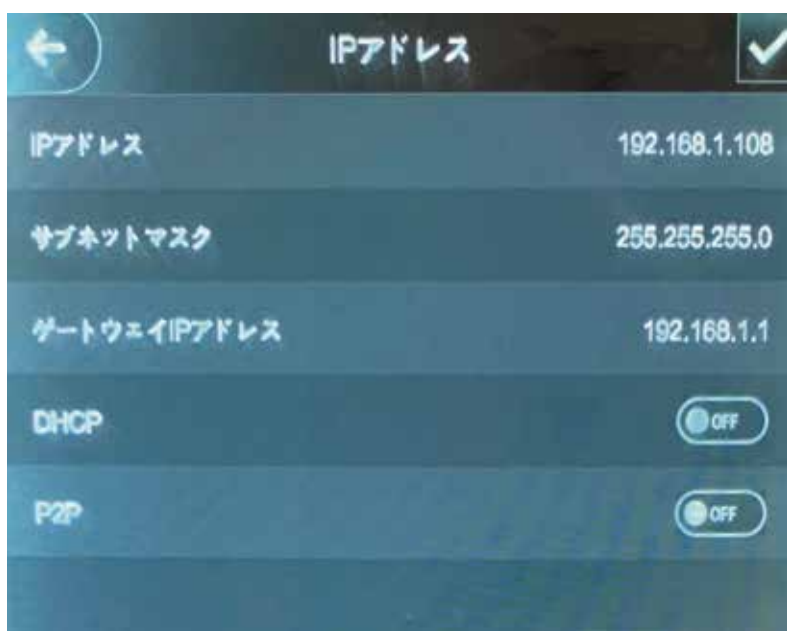 IPアドレス
IPアドレス 192.168.1.108
サブネットマスク 255.255.255.0
ゲートウェイIPアドレス 192.168.1.1
DHCP OFF
P2P OFF